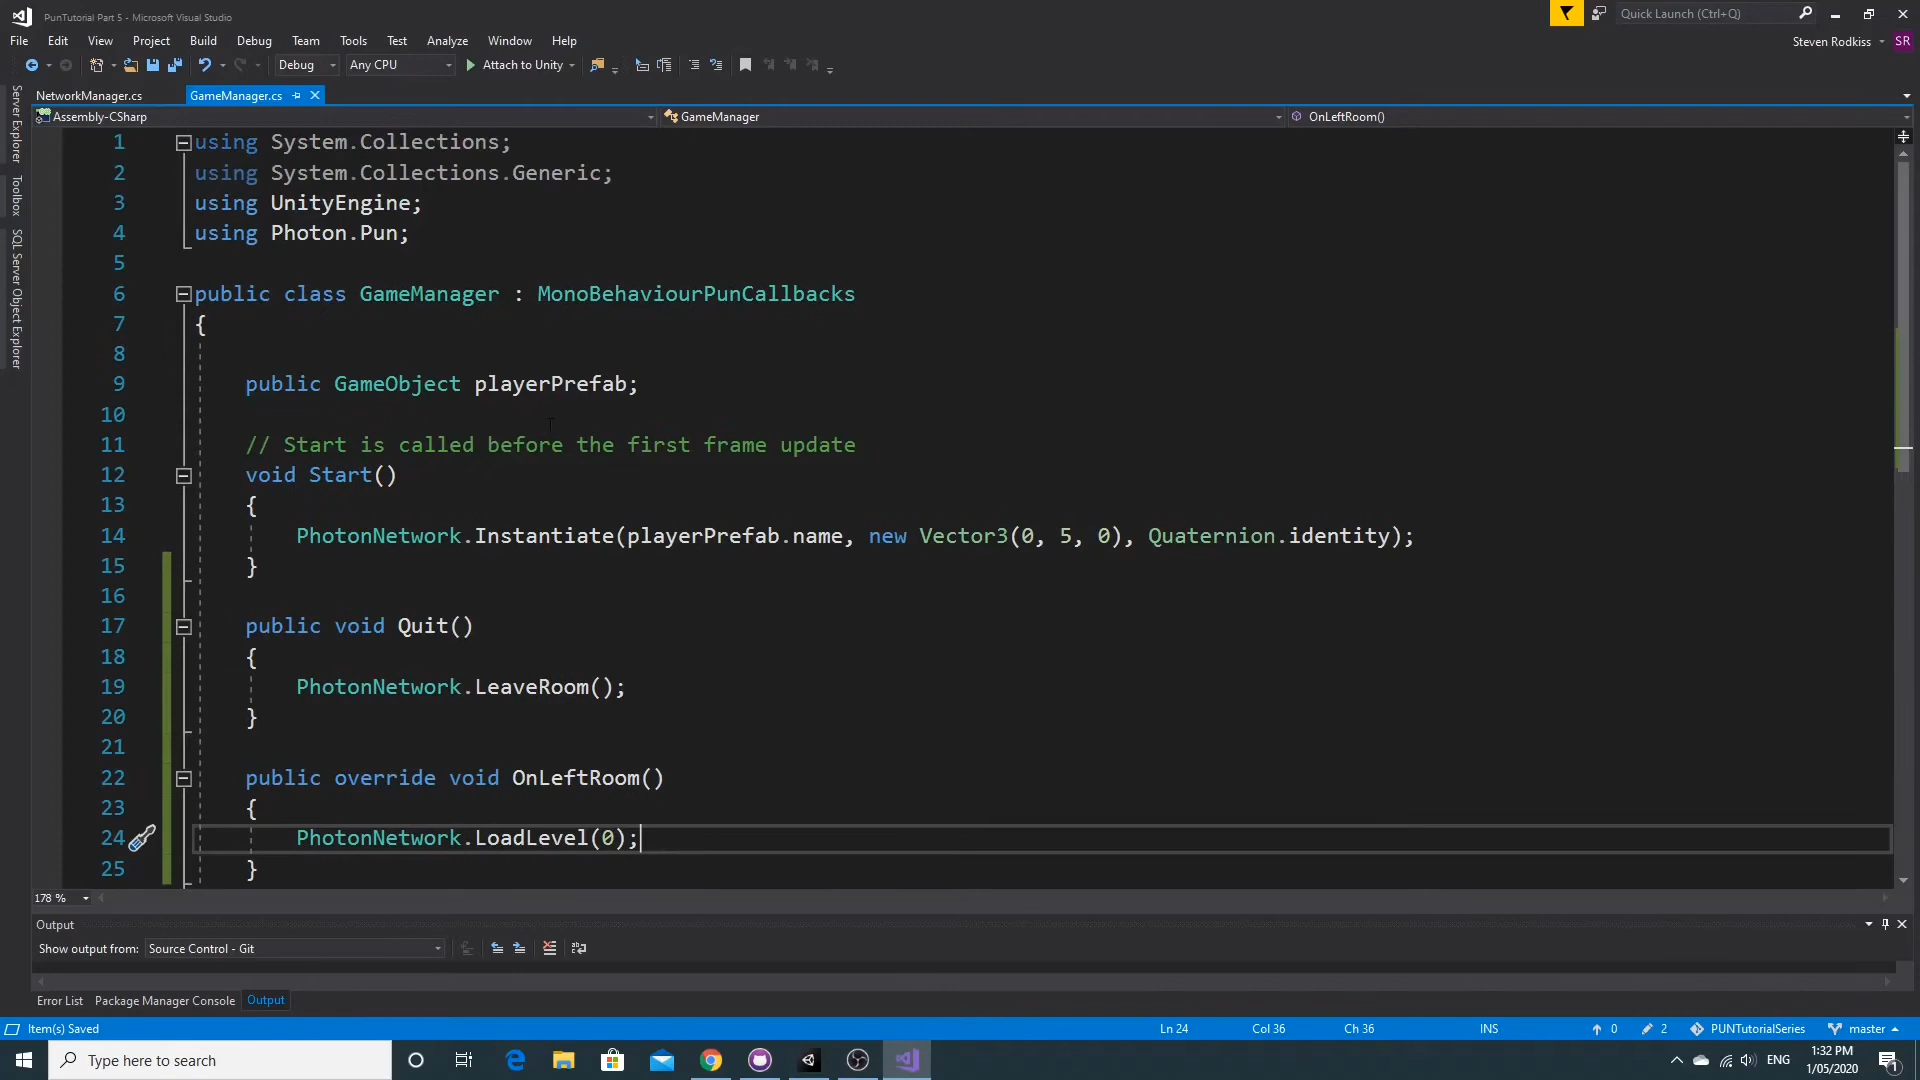 PunTutorial Part 5 - Microsoft Visual Studio
Quick Launch (Ctrl+Q)
File Edit View Project Build Debug Team Tools Test Analyze Window Help
Steven Rodkiss SR
Debug Any CPU Attach to Unity
NetworkManager.cs GameManager.cs
Assembly-CSharp GameManager OnLeftRoom()
Server Explorer
Toolbox
SQL Server Object Explorer
1 using System.Collections;
2 using System.Collections.Generic;
3 using UnityEngine;
4 using Photon.Pun;
5
6 public class GameManager : MonoBehaviourPunCallbacks
7 {
8
9 public GameObject playerPrefab;
10
11 // Start is called before the first frame update
12 void Start()
13 {
14 PhotonNetwork.Instantiate(playerPrefab.name, new Vector3(0, 5, 0), Quaternion.identity);
15 }
16
17 public void Quit()
18 {
19 PhotonNetwork.LeaveRoom();
20 }
21
22 public override void OnLeftRoom()
23 {
24 PhotonNetwork.LoadLevel(0);
25 }
178 %
Output
Show output from: Source Control - Git
Error List Package Manager Console Output
Item(s) Saved Ln 24 Col 36 Ch 36 INS 0 2 PUNTutorialSeries master
Type here to search
ENG
1:32 PM
1/05/2020
1